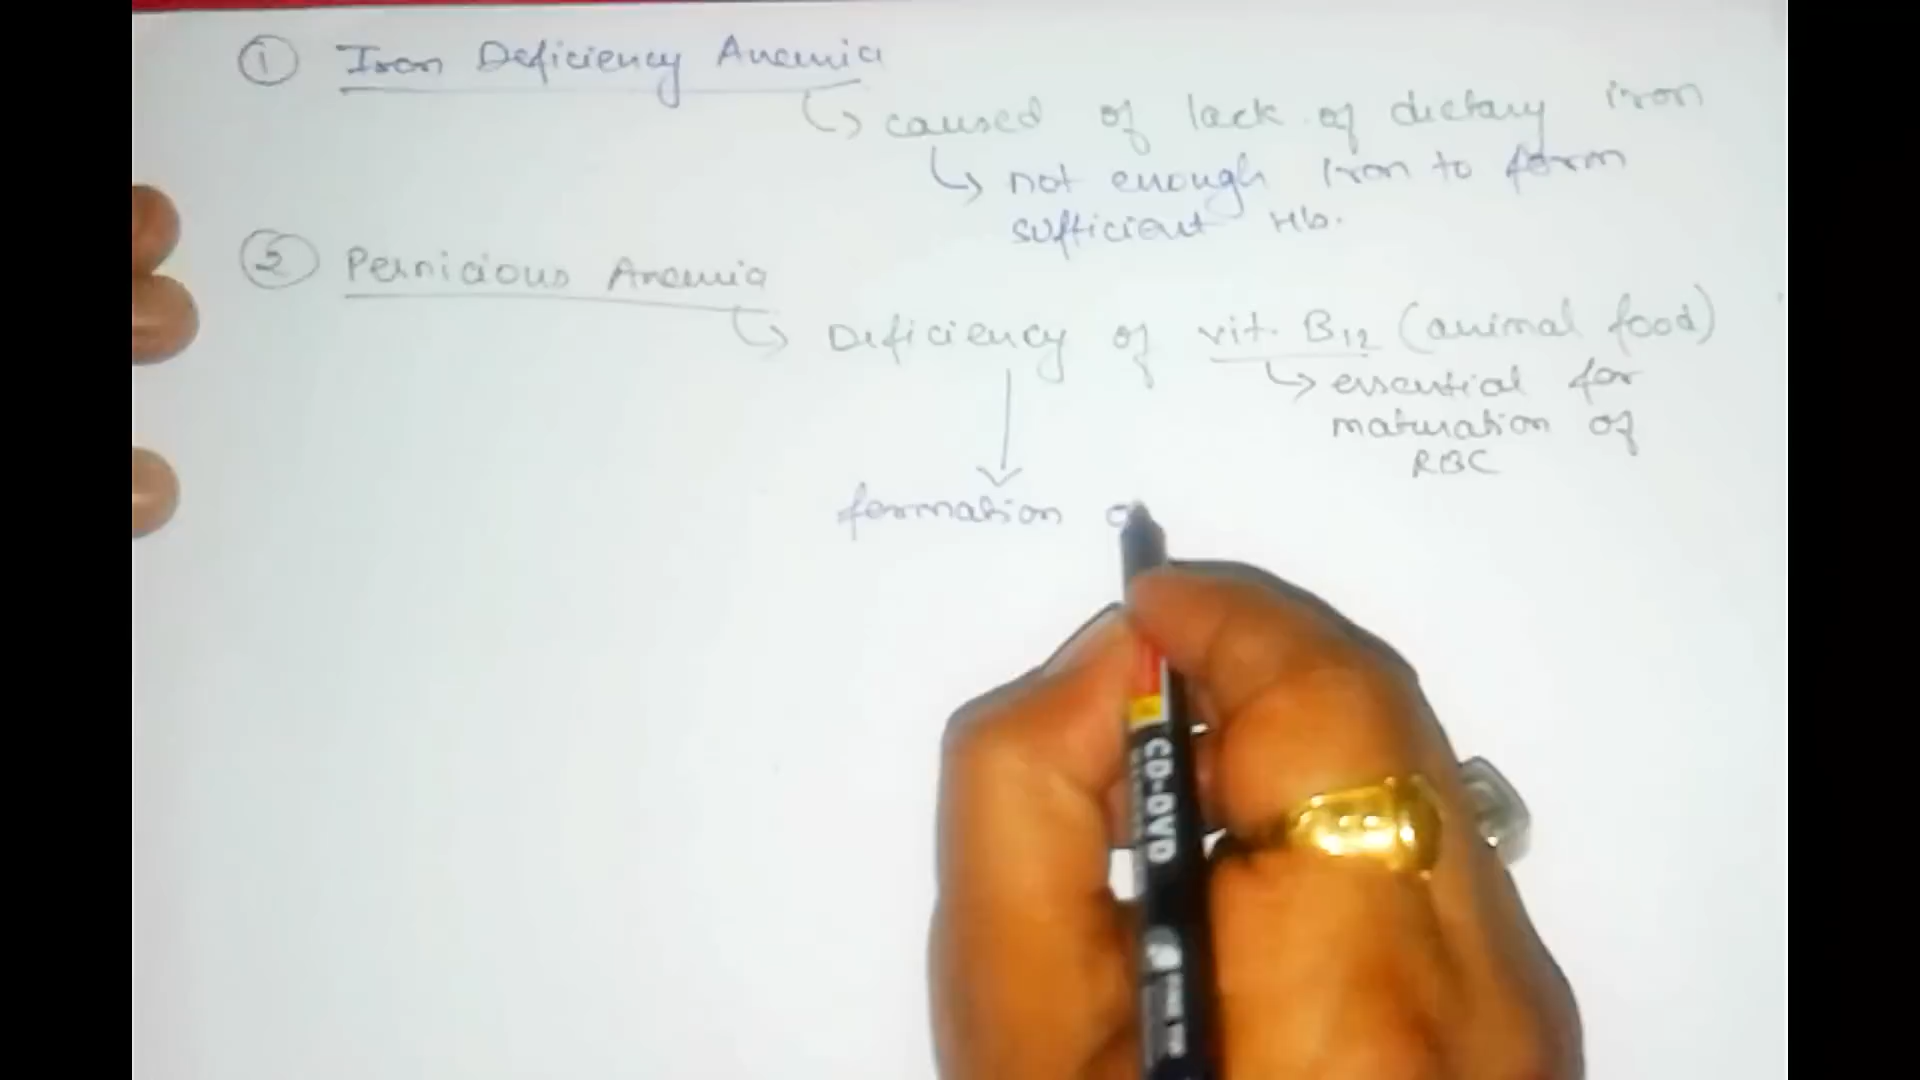 ① Iron Deficiency Anemia
↳ caused of lack of dietary iron
↳ not enough Iron to form
sufficient Hb.
② Pernicious Anemia
↳ Deficiency of vit. B12 (animal food)
↳ essential for
maturation of
RBC
formation o
CD-DVD